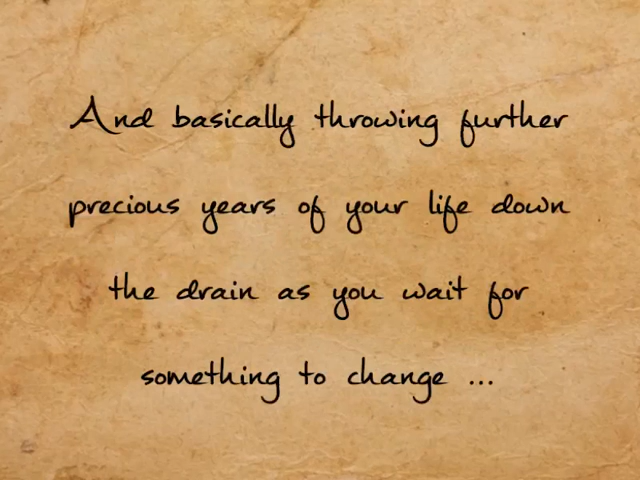 And basically throwing further
precious years of your life down
the drain as you wait for
something to change ...